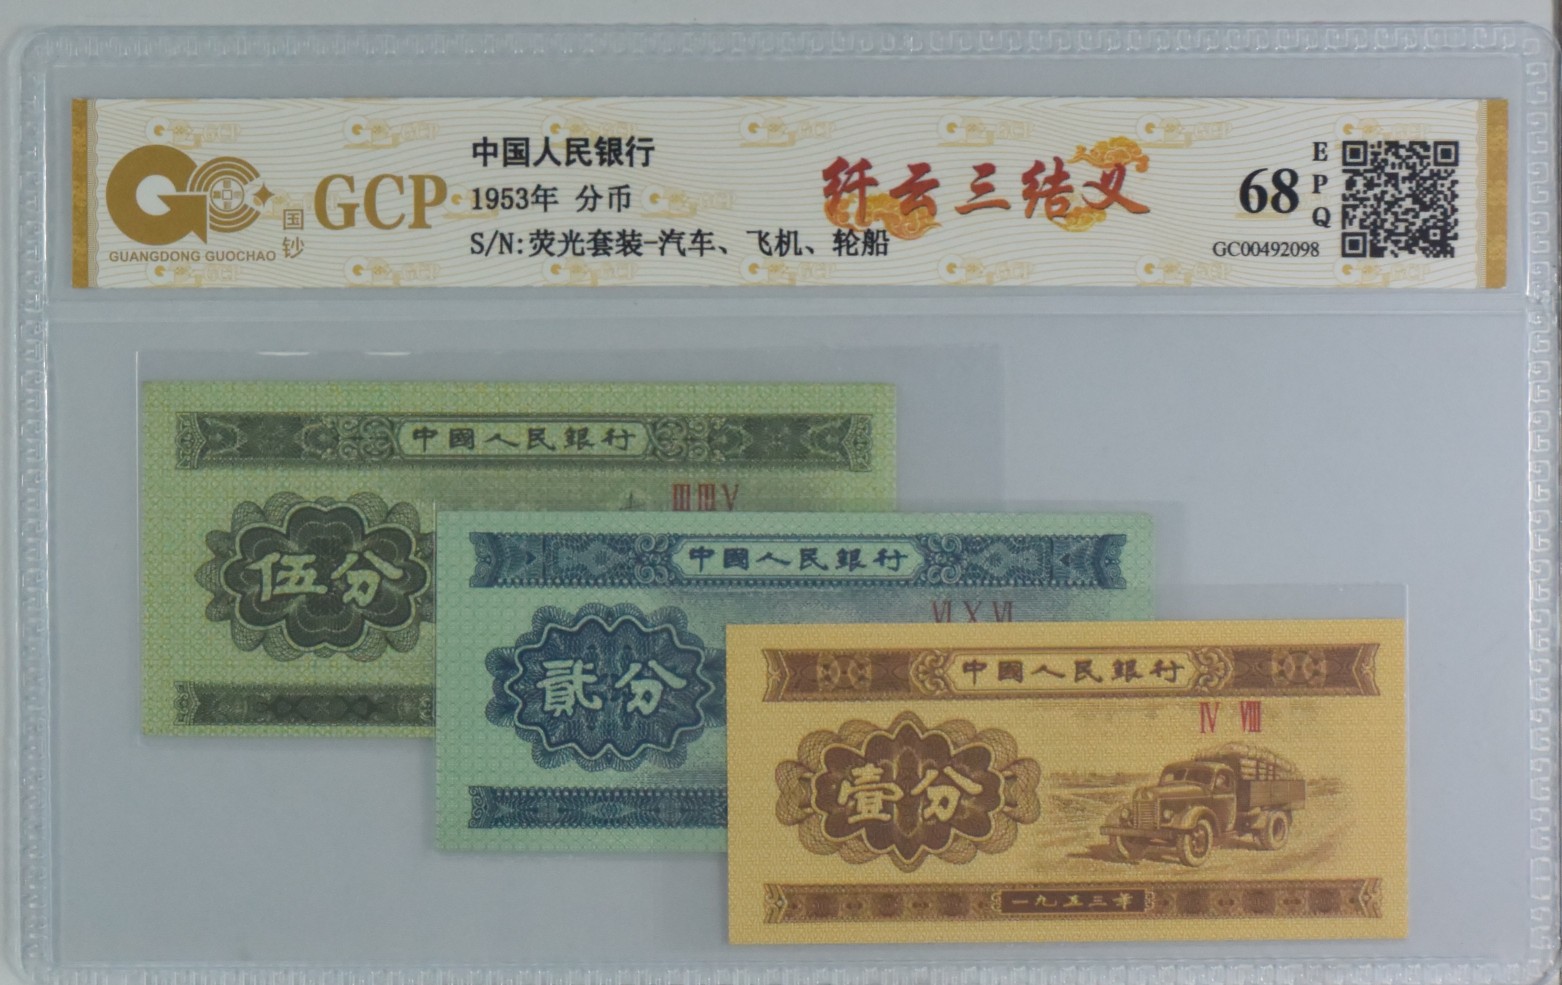 GUANGDONG GUOCHAO
国钞
GCP
中国人民银行
1953年 分币
S/N:荧光套装-汽车、飞机、轮船
纤云三结义
68
EPQ
GC00492098
中國人民銀行
III III V
伍分
中國人民銀行
VI X VI
貳分
中國人民銀行
IV VIII
壹分
一九五三年